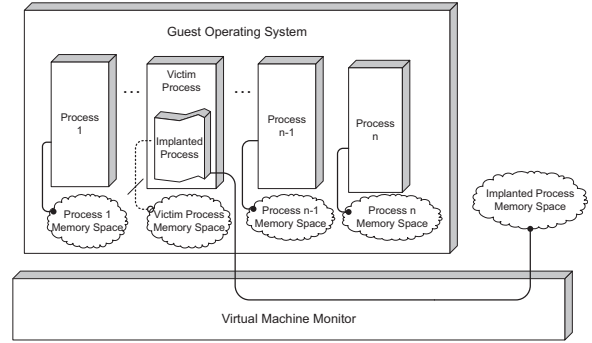 Guest Operating System
Victim
Process
Process
1
...
...
Process
n-1
Process
n
Implanted
Process
Process 1
Memory Space
Victim Process
Memory Space
Process n-1
Memory Space
Process n
Memory Space
Implanted Process
Memory Space
Virtual Machine Monitor